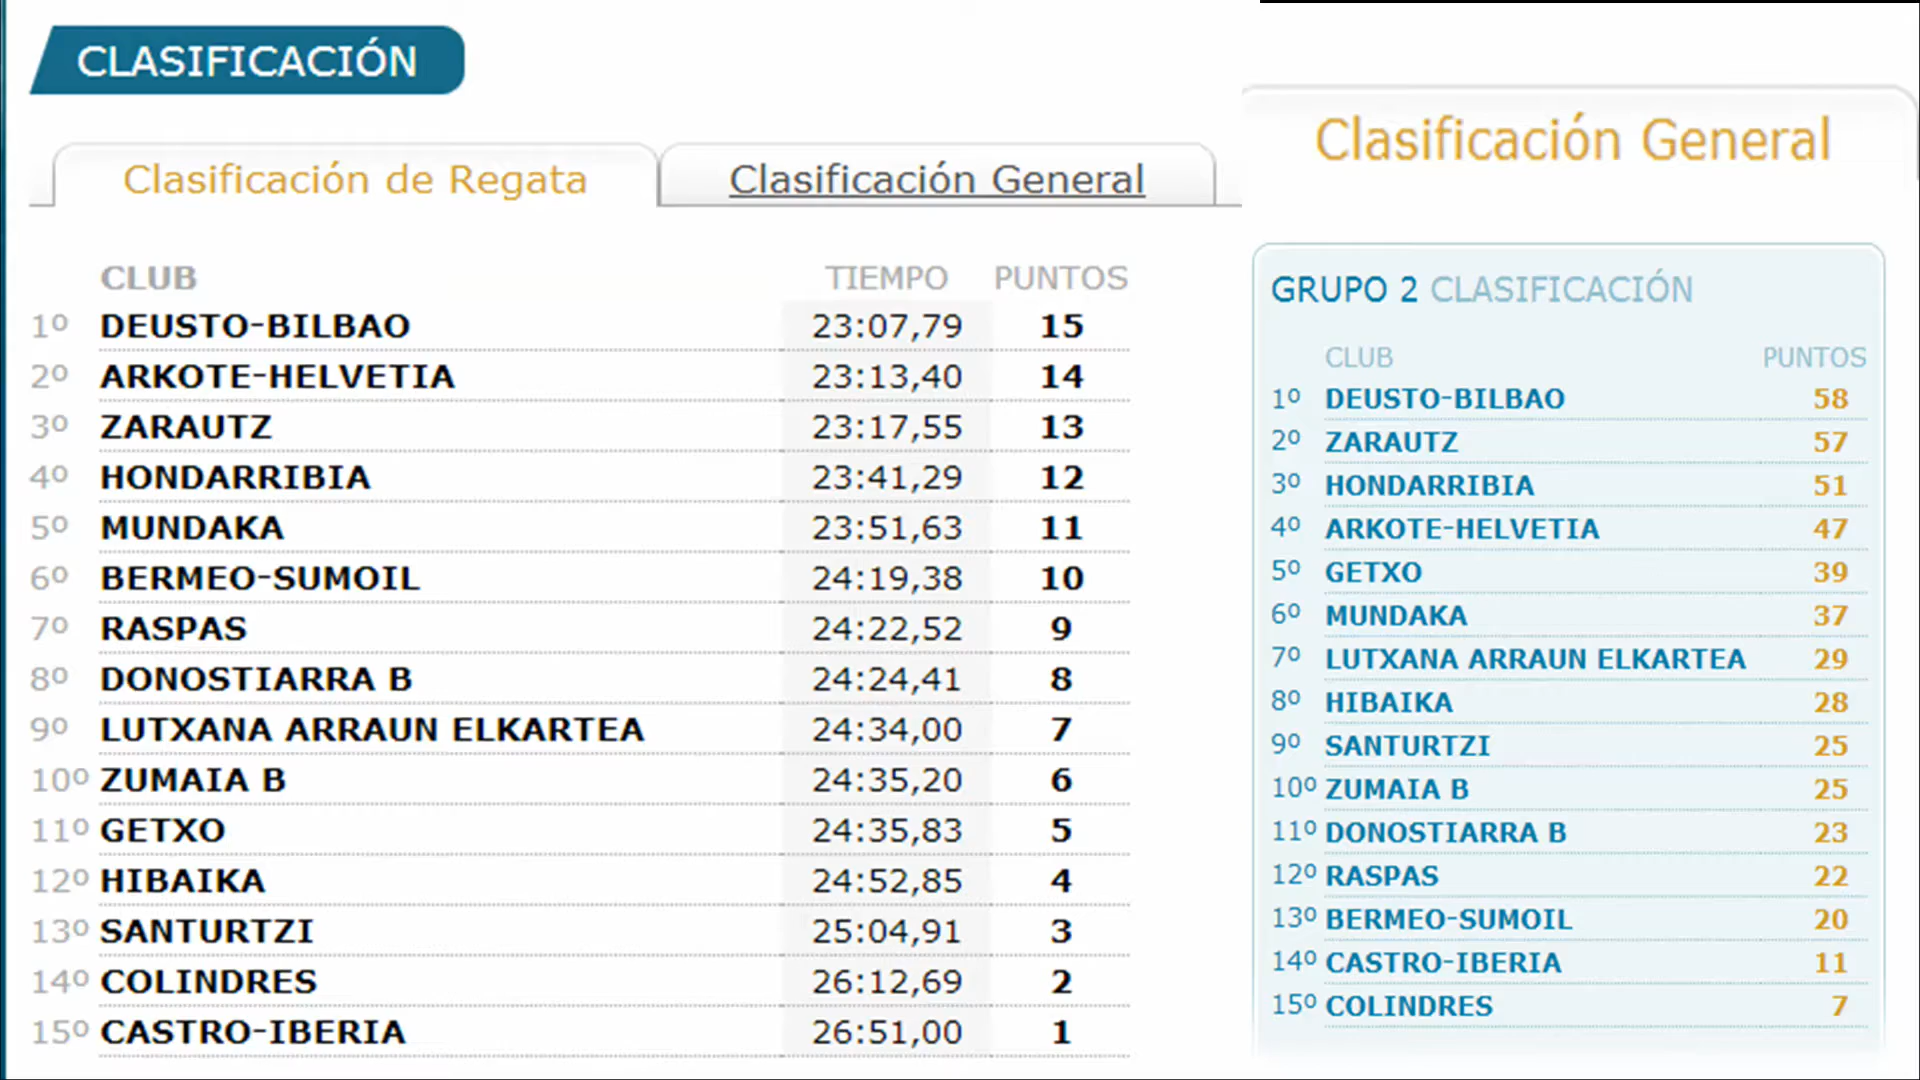 CLASIFICACIÓN
Clasificación de Regata Clasificación General
CLUB TIEMPO PUNTOS
1º DEUSTO-BILBAO 23:07,79 15
2º ARKOTE-HELVETIA 23:13,40 14
3º ZARAUTZ 23:17,55 13
4º HONDARRIBIA 23:41,29 12
5º MUNDAKA 23:51,63 11
6º BERMEO-SUMOIL 24:19,38 10
7º RASPAS 24:22,52 9
8º DONOSTIARRA B 24:24,41 8
9º LUTXANA ARRAUN ELKARTEA 24:34,00 7
10º ZUMAIA B 24:35,20 6
11º GETXO 24:35,83 5
12º HIBAIKA 24:52,85 4
13º SANTURTZI 25:04,91 3
14º COLINDRES 26:12,69 2
15º CASTRO-IBERIA 26:51,00 1
Clasificación General
GRUPO 2 CLASIFICACIÓN
CLUB PUNTOS
1º DEUSTO-BILBAO 58
2º ZARAUTZ 57
3º HONDARRIBIA 51
4º ARKOTE-HELVETIA 47
5º GETXO 39
6º MUNDAKA 37
7º LUTXANA ARRAUN ELKARTEA 29
8º HIBAIKA 28
9º SANTURTZI 25
10º ZUMAIA B 25
11º DONOSTIARRA B 23
12º RASPAS 22
13º BERMEO-SUMOIL 20
14º CASTRO-IBERIA 11
15º COLINDRES 7